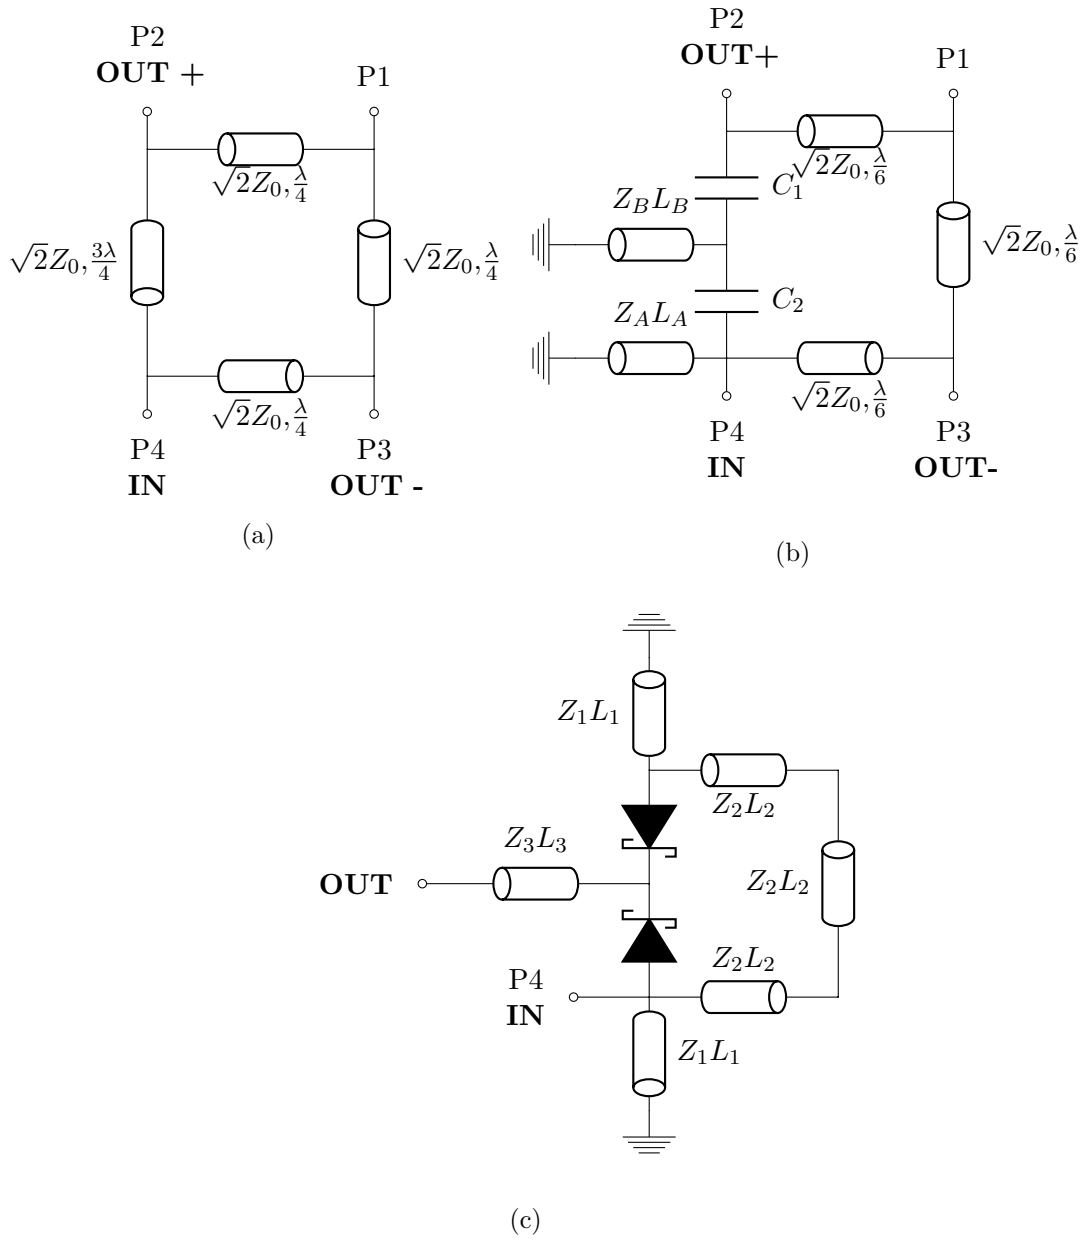 P2
OUT +
P1
√2Z₀, λ/4
√2Z₀, 3λ/4
√2Z₀, λ/4
√2Z₀, λ/4
P4
IN
P3
OUT -
(a)
P2
OUT+
P1
√2Z₀, λ/6
C₁
Z_B L_B
√2Z₀, λ/6
C₂
Z_A L_A
√2Z₀, λ/6
P4
IN
P3
OUT-
(b)
Z₁L₁
Z₂L₂
Z₃L₃
OUT
Z₂L₂
Z₂L₂
P4
IN
Z₁L₁
(c)